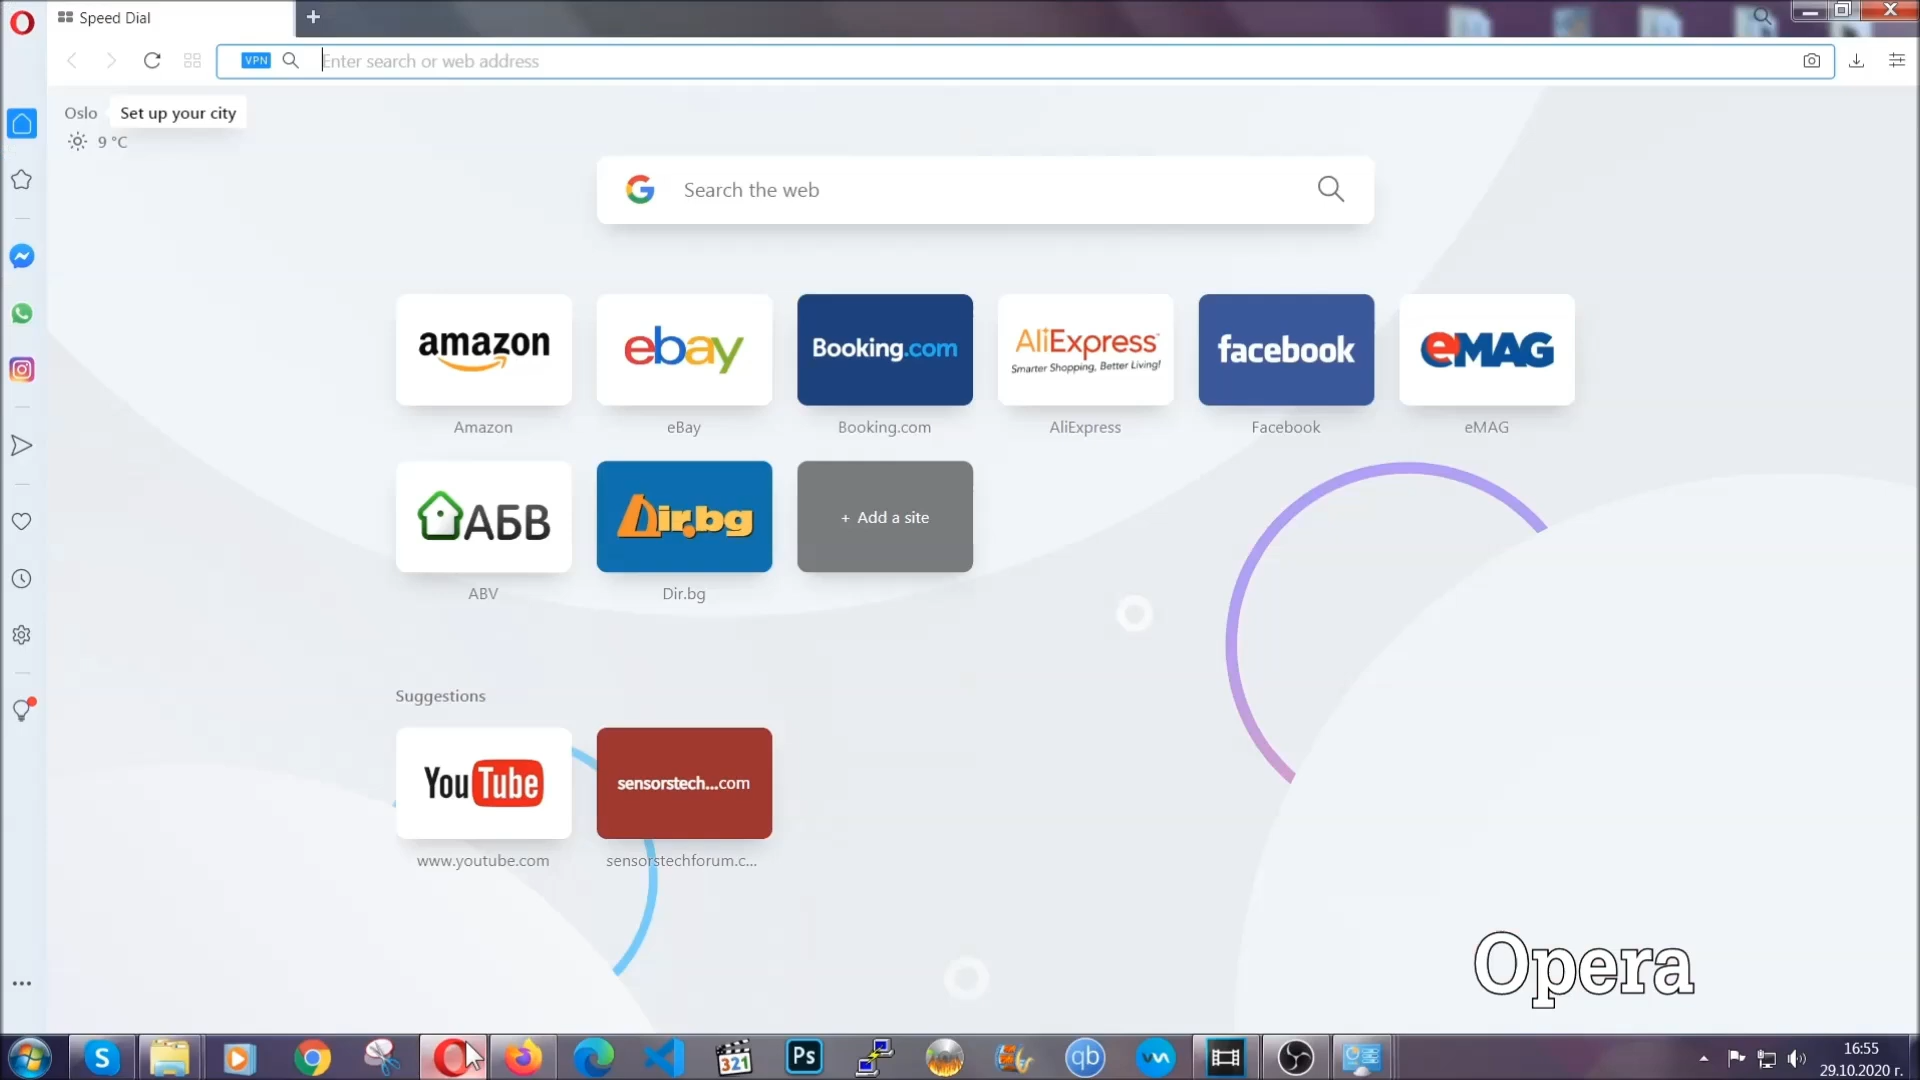 Speed Dial
VPN
Enter search or web address
Oslo
Set up your city
9 °C
Search the web
amazon
ebay
Booking.com
AliExpress
Smarter Shopping, Better Living!
facebook
eMAG
Amazon
eBay
Booking.com
AliExpress
Facebook
eMAG
АБВ
Dir.bg
+ Add a site
ABV
Dir.bg
Suggestions
YouTube
sensorstech...com
www.youtube.com
sensorstechforum.c...
Opera
S
321
Ps
qb
16:55
29.10.2020 г.